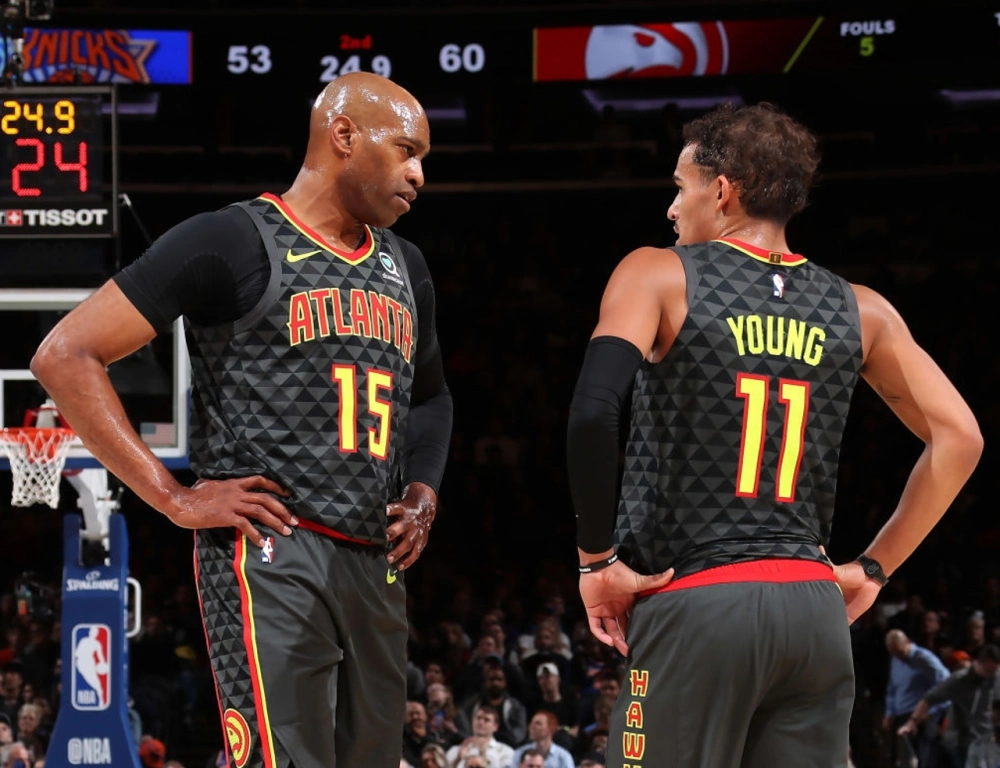 KNICKS
53
2nd
24.9
60
FOULS
5
24.9
24
TISSOT
ATLANTA
15
YOUNG
11
SPALDING
NBA
@NBA
HAW